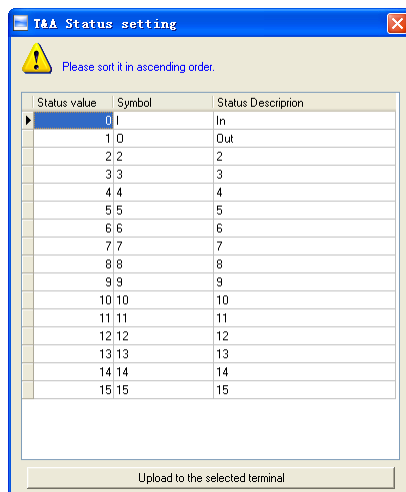 T&A Status setting
Please sort it in ascending order.
Status value Symbol Status Descriprion
0 I In
1 O Out
2 2 2
3 3 3
4 4 4
5 5 5
6 6 6
7 7 7
8 8 8
9 9 9
10 10 10
11 11 11
12 12 12
13 13 13
14 14 14
15 15 15
Upload to the selected terminal